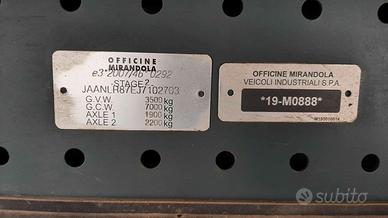 OFFICINE
MIRANDOLA
e3*2007/46*0292
STAGE 2
JAANLR87EJ7102703
G.V.W. 3500 kg
G.C.W. 7000 kg
AXLE 1 1900 kg
AXLE 2 2200 kg
OFFICINE MIRANDOLA
VEICOLI INDUSTRIALI S.P.A.
*19-M0888*
subito